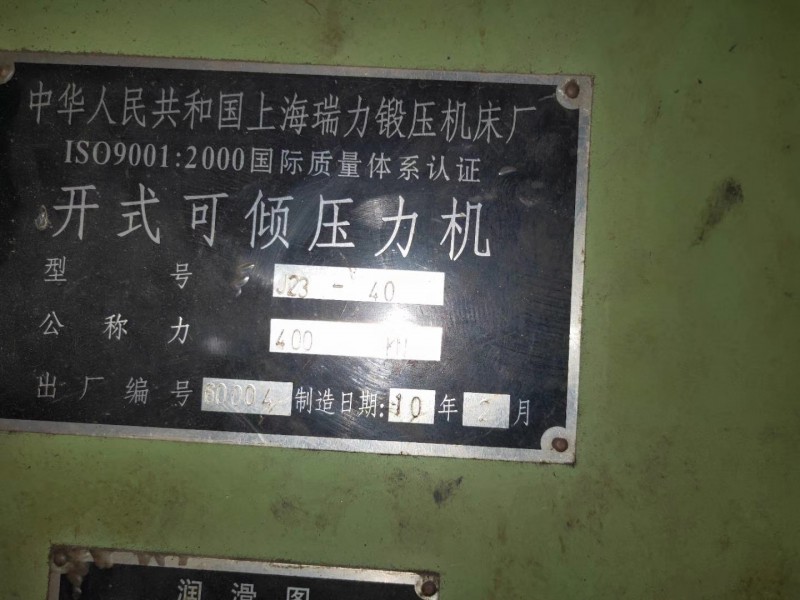 中华人民共和国上海瑞力锻压机床厂
ISO9001:2000国际质量体系认证
开式可倾压力机
型 号 J23 - 40
公 称 力 400 KN
出厂编号 60004 制造日期: 10 年 月
润滑图